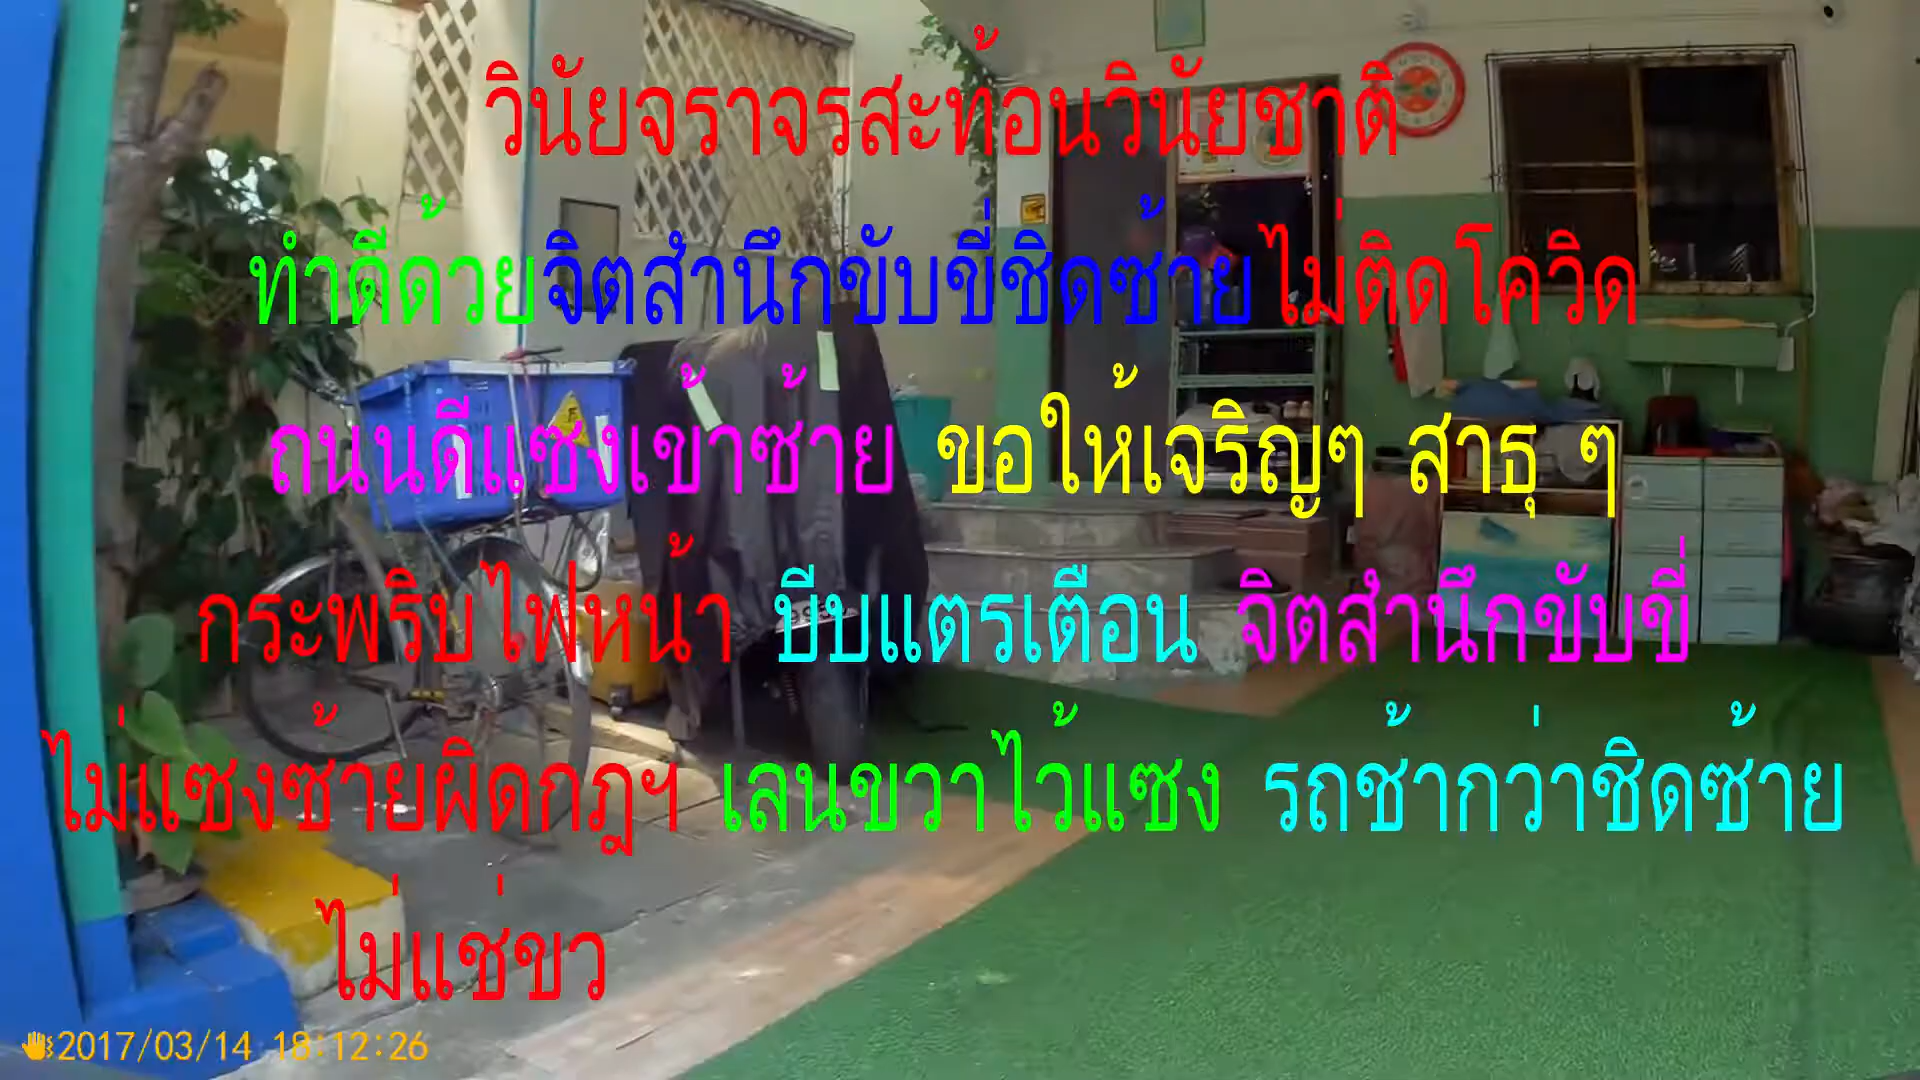 วินัยจราจรสะท้อนวินัยชาติ
ทำดีด้วยจิตสำนึกขับขี่ชิดซ้ายไม่ติดโควิด
ถนนดีแซงเข้าซ้าย ขอให้เจริญๆ สาธุ ๆ
กระพริบไฟหน้า บีบแตรเตือน จิตสำนึกขับขี่
ไม่แซงซ้ายผิดกฎฯ เลนขวาไว้แซง รถช้ากว่าชิดซ้าย
ไม่แช่ขว
2017/03/14 18:12:26